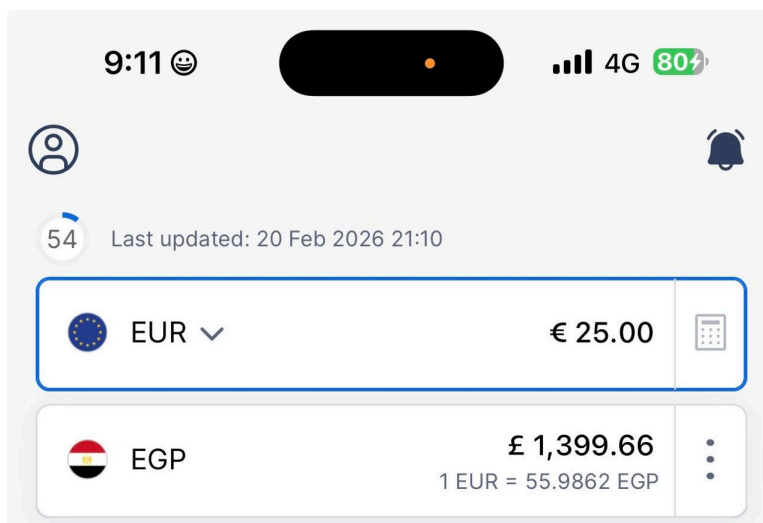 9:11 4G 80
54 Last updated: 20 Feb 2026 21:10
EUR € 25.00
EGP £ 1,399.66
1 EUR = 55.9862 EGP